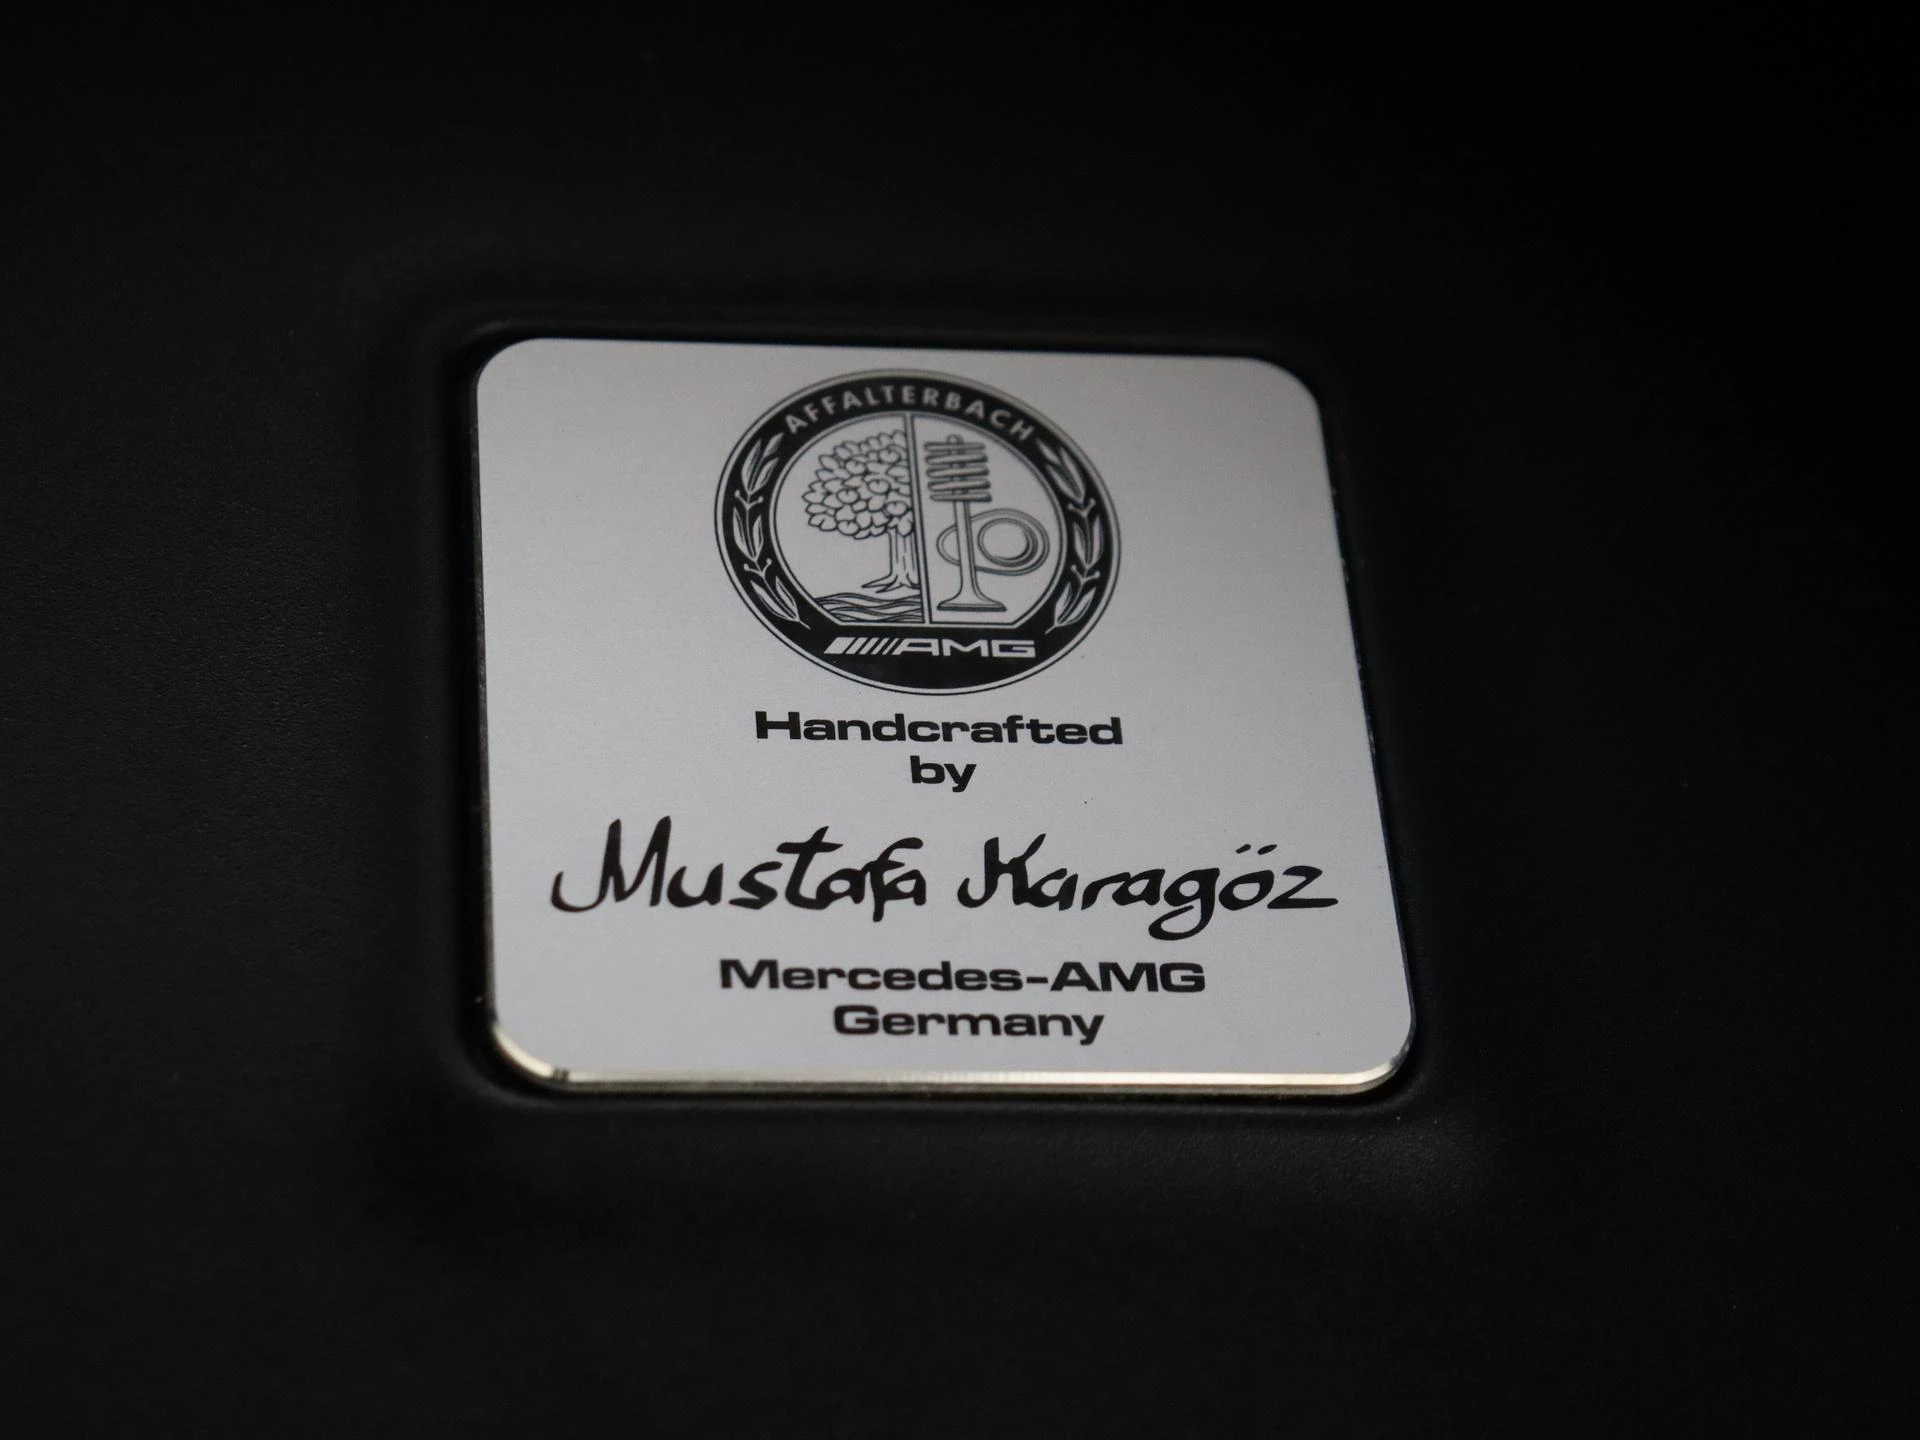 AFFALTERBACH
AMG
Handcrafted
by
Mustafa Karagöz
Mercedes-AMG
Germany